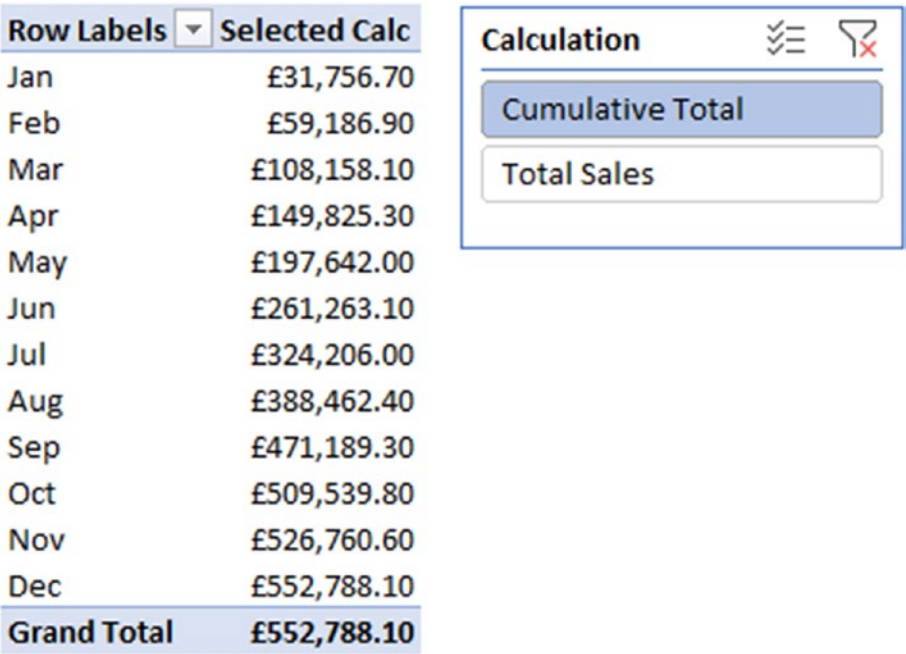 Row Labels Selected Calc
Jan £31,756.70
Feb £59,186.90
Mar £108,158.10
Apr £149,825.30
May £197,642.00
Jun £261,263.10
Jul £324,206.00
Aug £388,462.40
Sep £471,189.30
Oct £509,539.80
Nov £526,760.60
Dec £552,788.10
Grand Total £552,788.10
Calculation
Cumulative Total
Total Sales